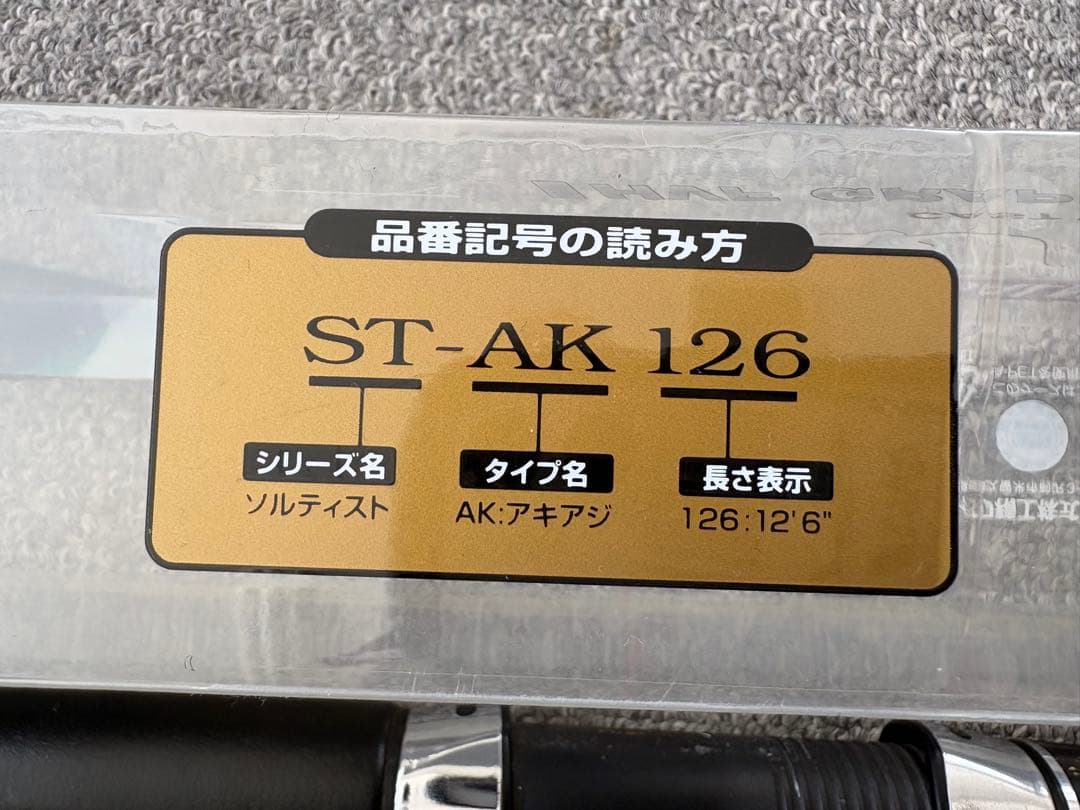 品番記号の読み方
ST-AK 126
シリーズ名 タイプ名 長さ表示
ソルティスト AK:アキアジ 126:12'6"